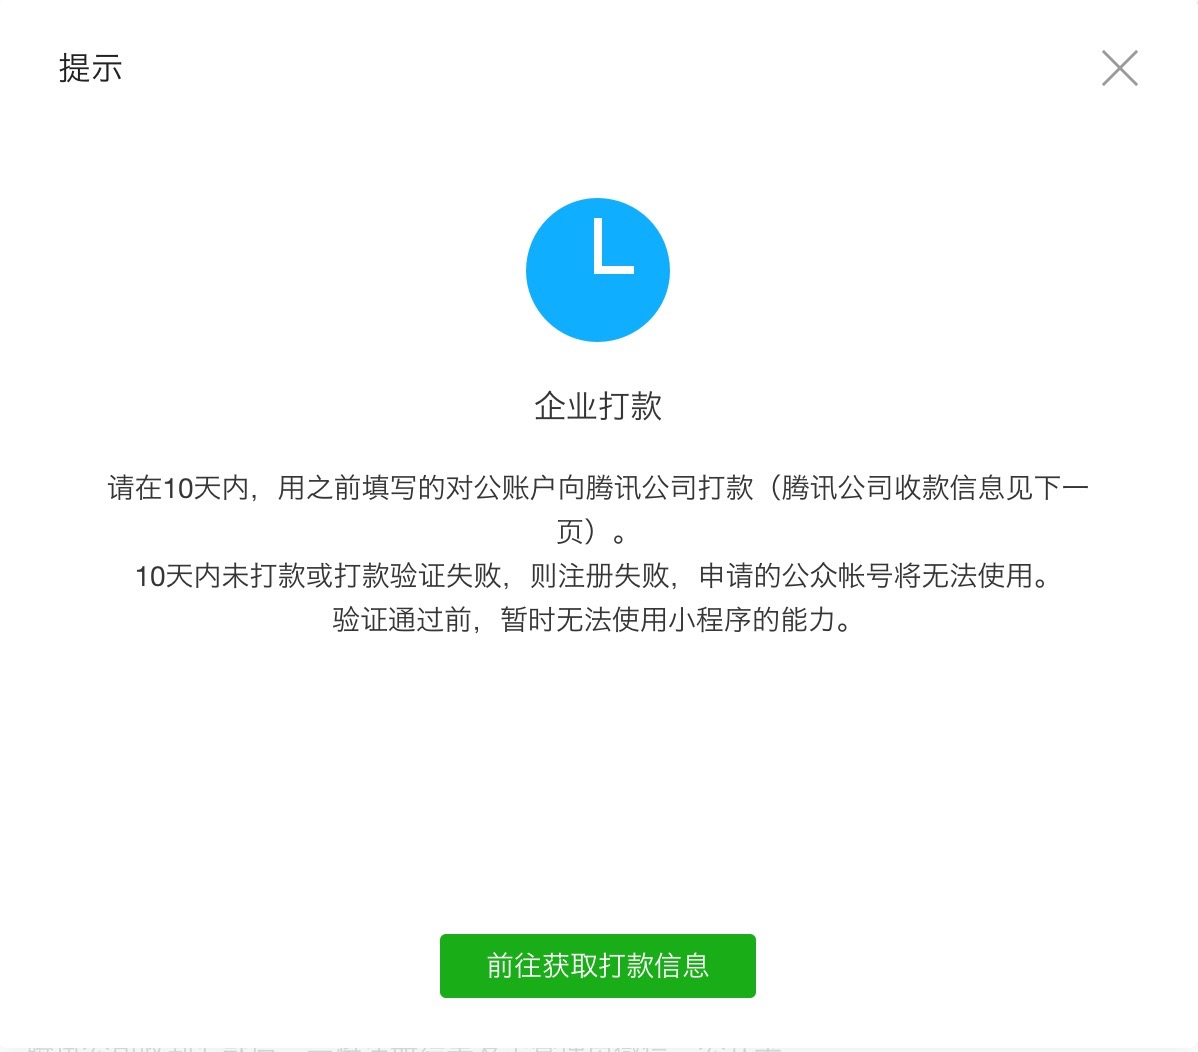 提示
企业打款
请在10天内，用之前填写的对公账户向腾讯公司打款（腾讯公司收款信息见下一
页）。
10天内未打款或打款验证失败，则注册失败，申请的公众帐号将无法使用。
验证通过前，暂时无法使用小程序的能力。
前往获取打款信息